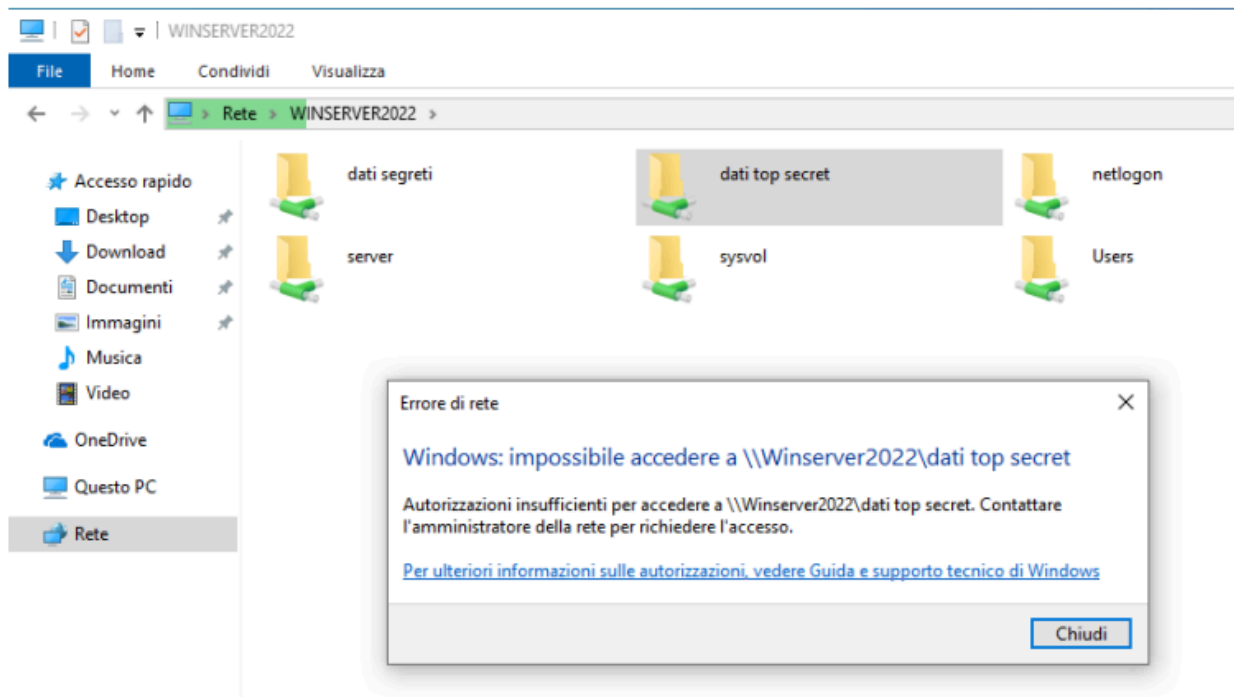 WINSERVER2022
File Home Condividi Visualizza
Rete WINSERVER2022
Accesso rapido
Desktop
Download
Documenti
Immagini
Musica
Video
OneDrive
Questo PC
Rete
dati segreti dati top secret netlogon
server sysvol Users
Errore di rete
Windows: impossibile accedere a \\Winserver2022\dati top secret
Autorizzazioni insufficienti per accedere a \\Winserver2022\dati top secret. Contattare
l'amministratore della rete per richiedere l'accesso.
Per ulteriori informazioni sulle autorizzazioni, vedere Guida e supporto tecnico di Windows
Chiudi